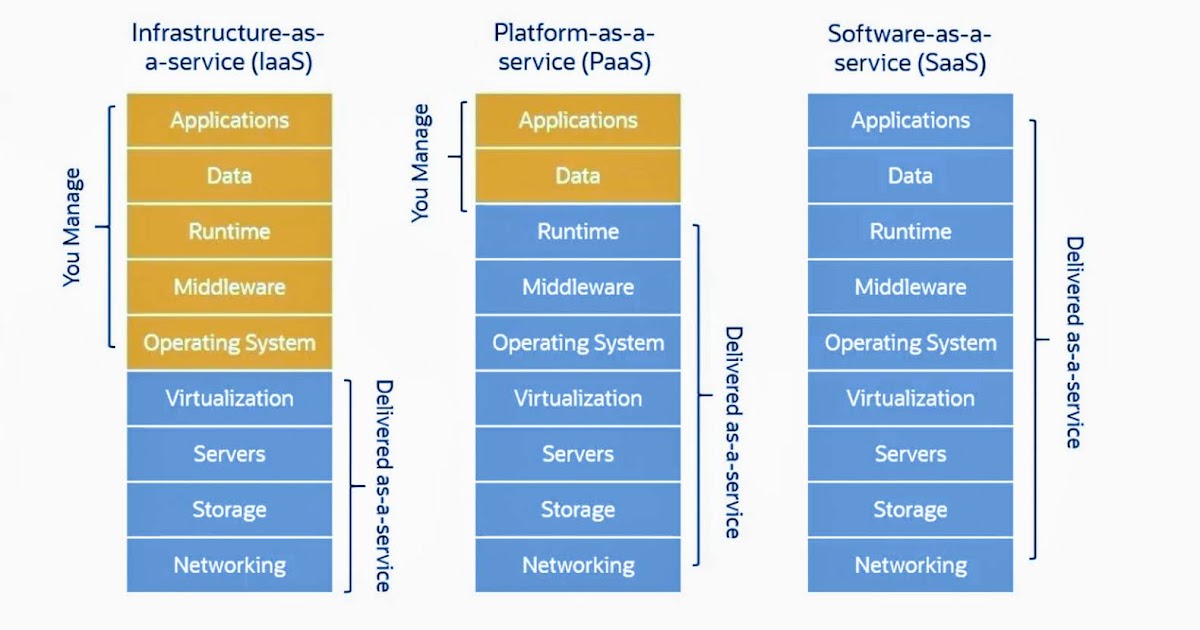 Infrastructure-as-
a-service (IaaS)
You Manage
Applications
Data
Runtime
Middleware
Operating System
Virtualization
Servers
Storage
Networking
Delivered as-a-service
Platform-as-a-
service (PaaS)
You Manage
Applications
Data
Runtime
Middleware
Operating System
Virtualization
Servers
Storage
Networking
Delivered as-a-service
Software-as-a-
service (SaaS)
Applications
Data
Runtime
Middleware
Operating System
Virtualization
Servers
Storage
Networking
Delivered as-a-service